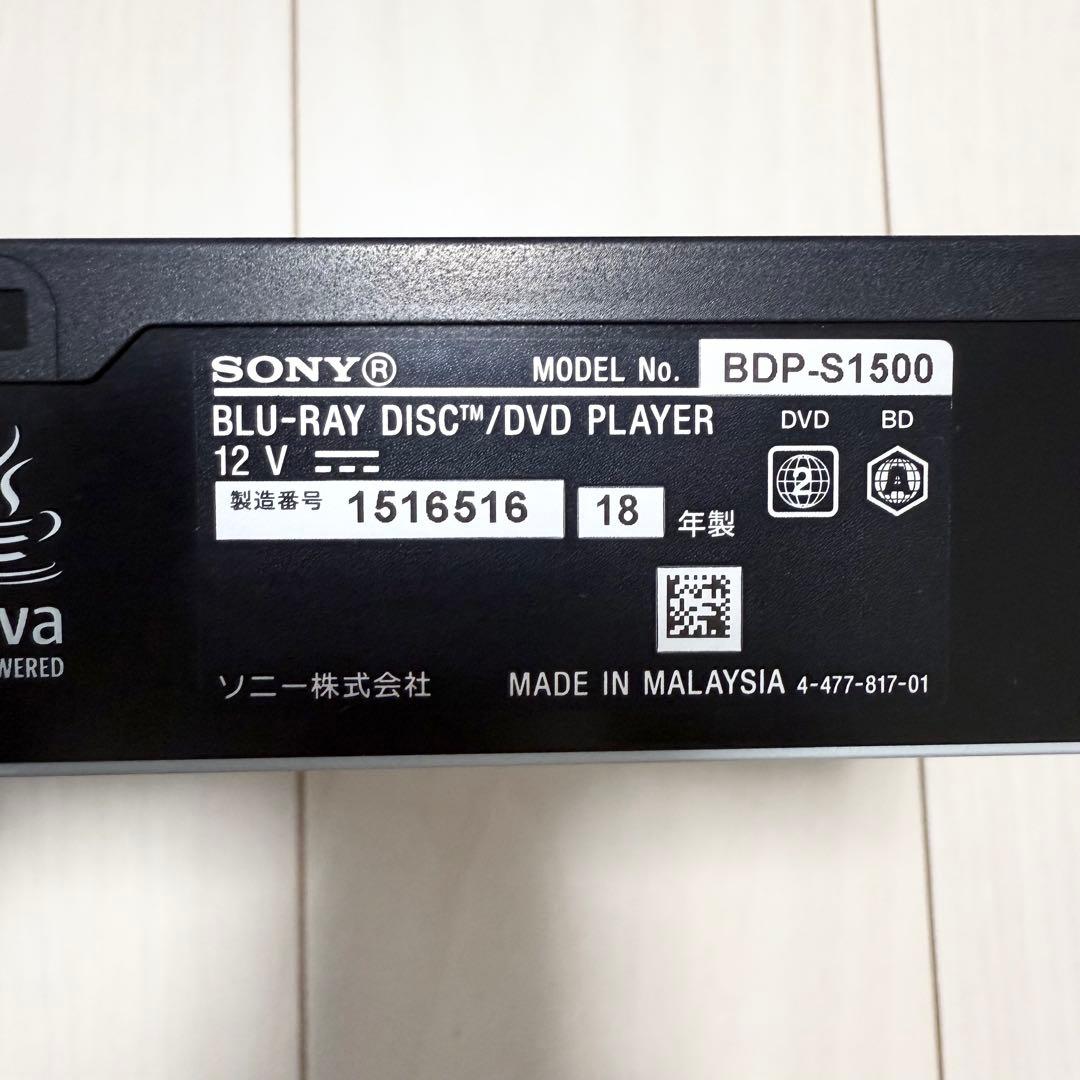 SONY® MODEL No. BDP-S1500
BLU-RAY DISC™/DVD PLAYER DVD BD
12 V
2 A
製造番号 1516516 18 年製
va
WERED
ソニー株式会社 MADE IN MALAYSIA 4-477-817-01